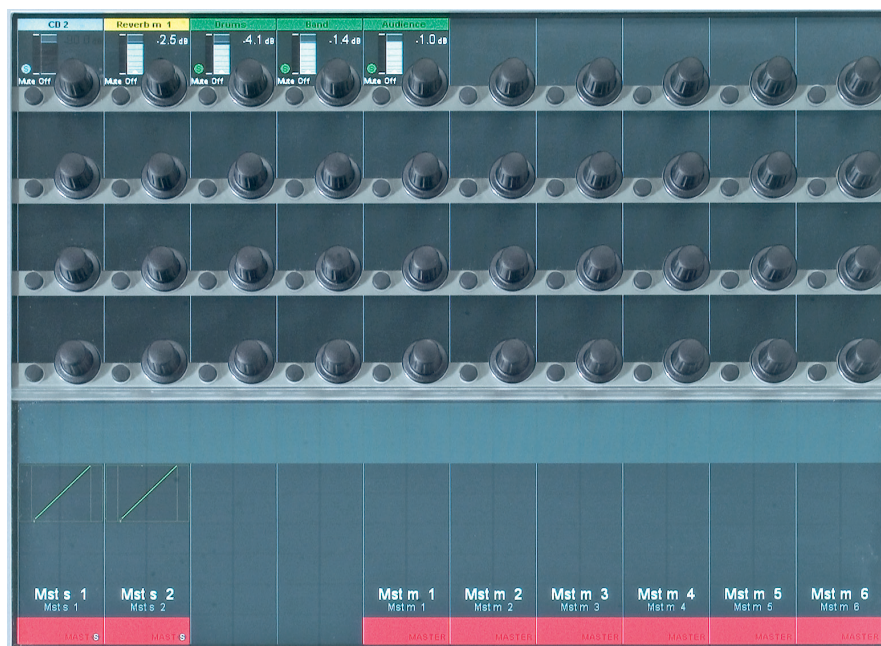 CD 2 Reverb m 1 Drums Band Audience
-2.5 dB -4.1 dB -1.4 dB -1.0 dB
S S S S
Mute Off Mute Off Mute Off Mute Off Mute Off
Mst s 1 Mst s 2 Mst m 1 Mst m 2 Mst m 3 Mst m 4 Mst m 5 Mst m 6
Mst s 1 Mst s 2 Mst m 1 Mst m 2 Mst m 3 Mst m 4 Mst m 5 Mst m 6
MAST S MAST S MASTER MASTER MASTER MASTER MASTER MASTER